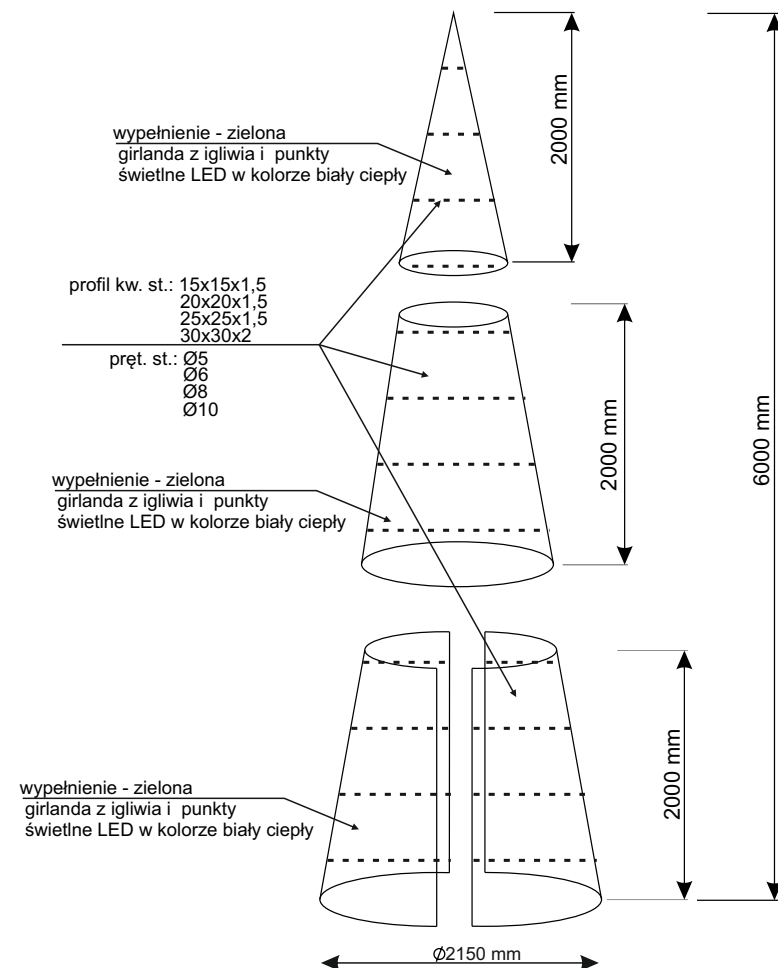 2000 mm
wypełnienie - zielona
girlanda z igliwia i punkty
świetlne LED w kolorze biały ciepły
profil kw. st.: 15x15x1,5
20x20x1,5
25x25x1,5
30x30x2
pręt. st.: Ø5
Ø6
Ø8
Ø10
2000 mm
6000 mm
wypełnienie - zielona
girlanda z igliwia i punkty
świetlne LED w kolorze biały ciepły
2000 mm
wypełnienie - zielona
girlanda z igliwia i punkty
świetlne LED w kolorze biały ciepły
Ø2150 mm